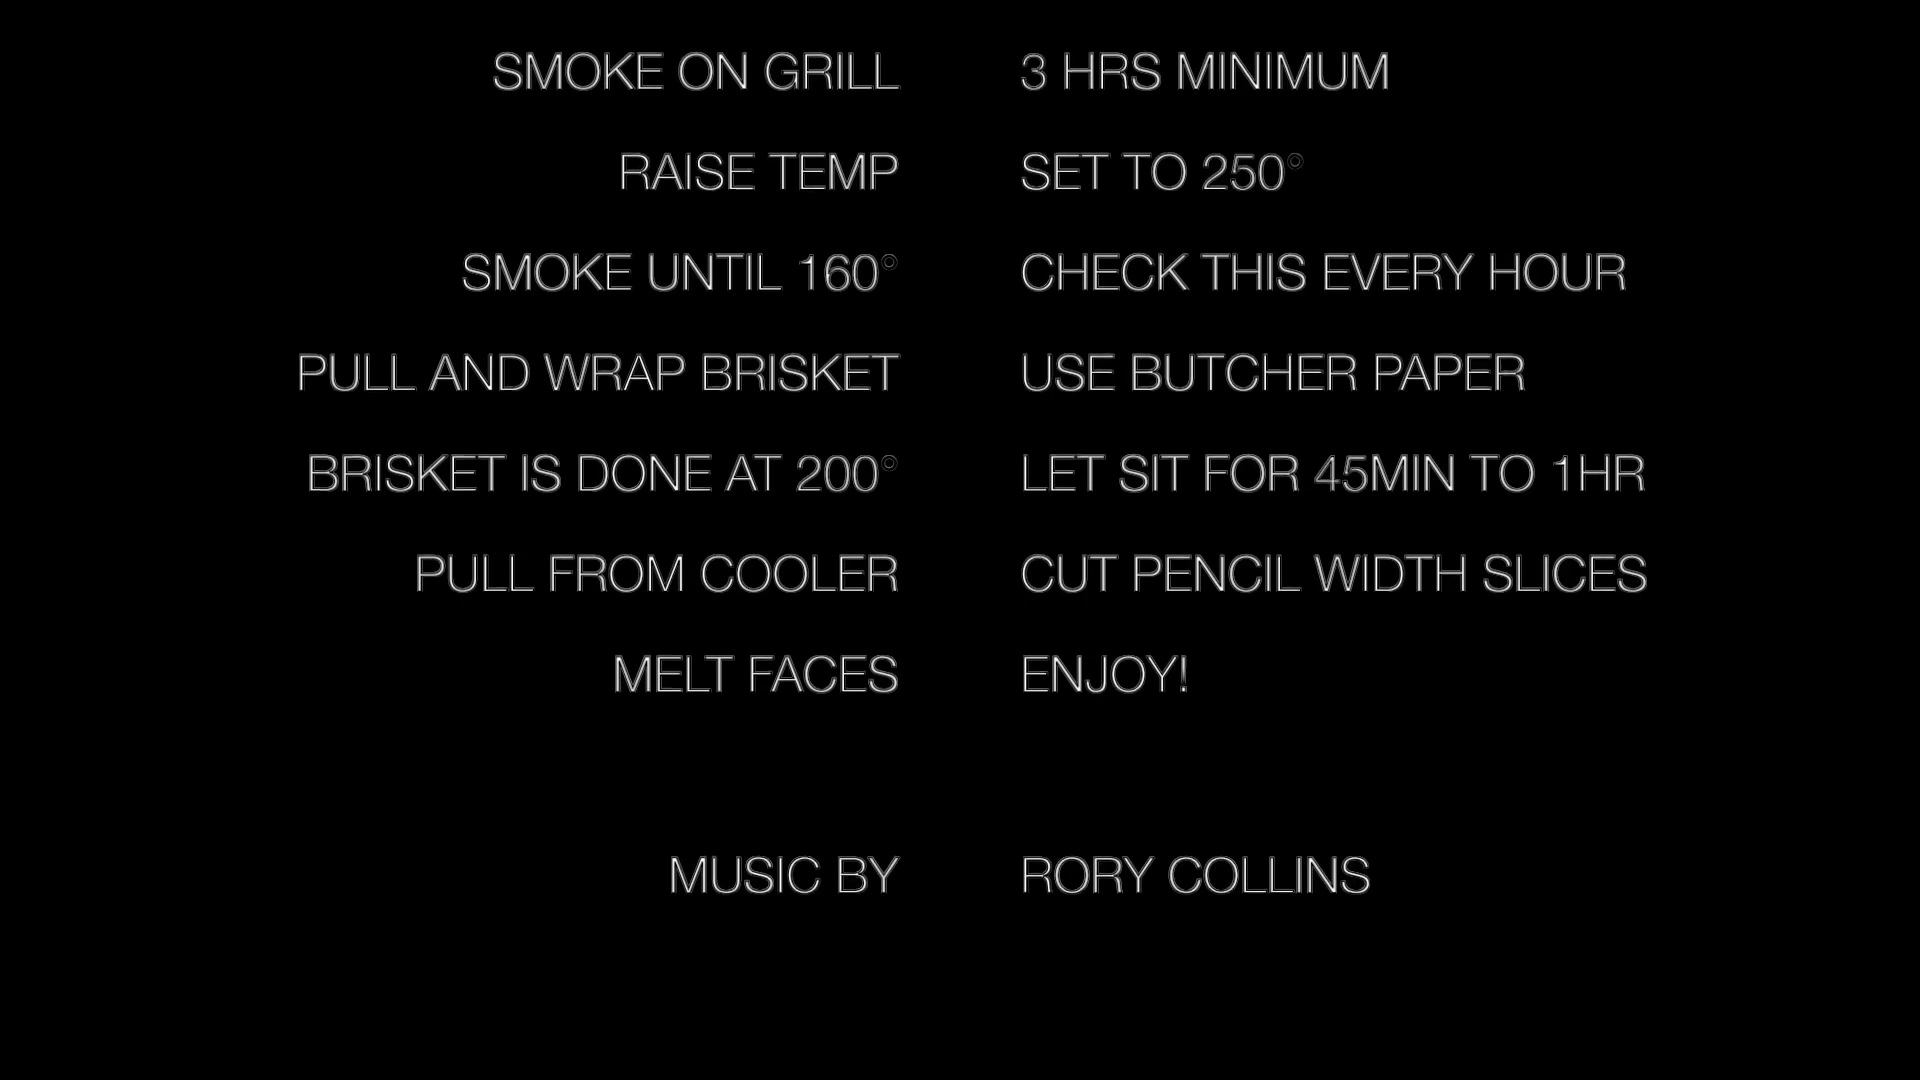 SMOKE ON GRILL 3 HRS MINIMUM
RAISE TEMP SET TO 250°
SMOKE UNTIL 160° CHECK THIS EVERY HOUR
PULL AND WRAP BRISKET USE BUTCHER PAPER
BRISKET IS DONE AT 200° LET SIT FOR 45MIN TO 1HR
PULL FROM COOLER CUT PENCIL WIDTH SLICES
MELT FACES ENJOY!
MUSIC BY RORY COLLINS